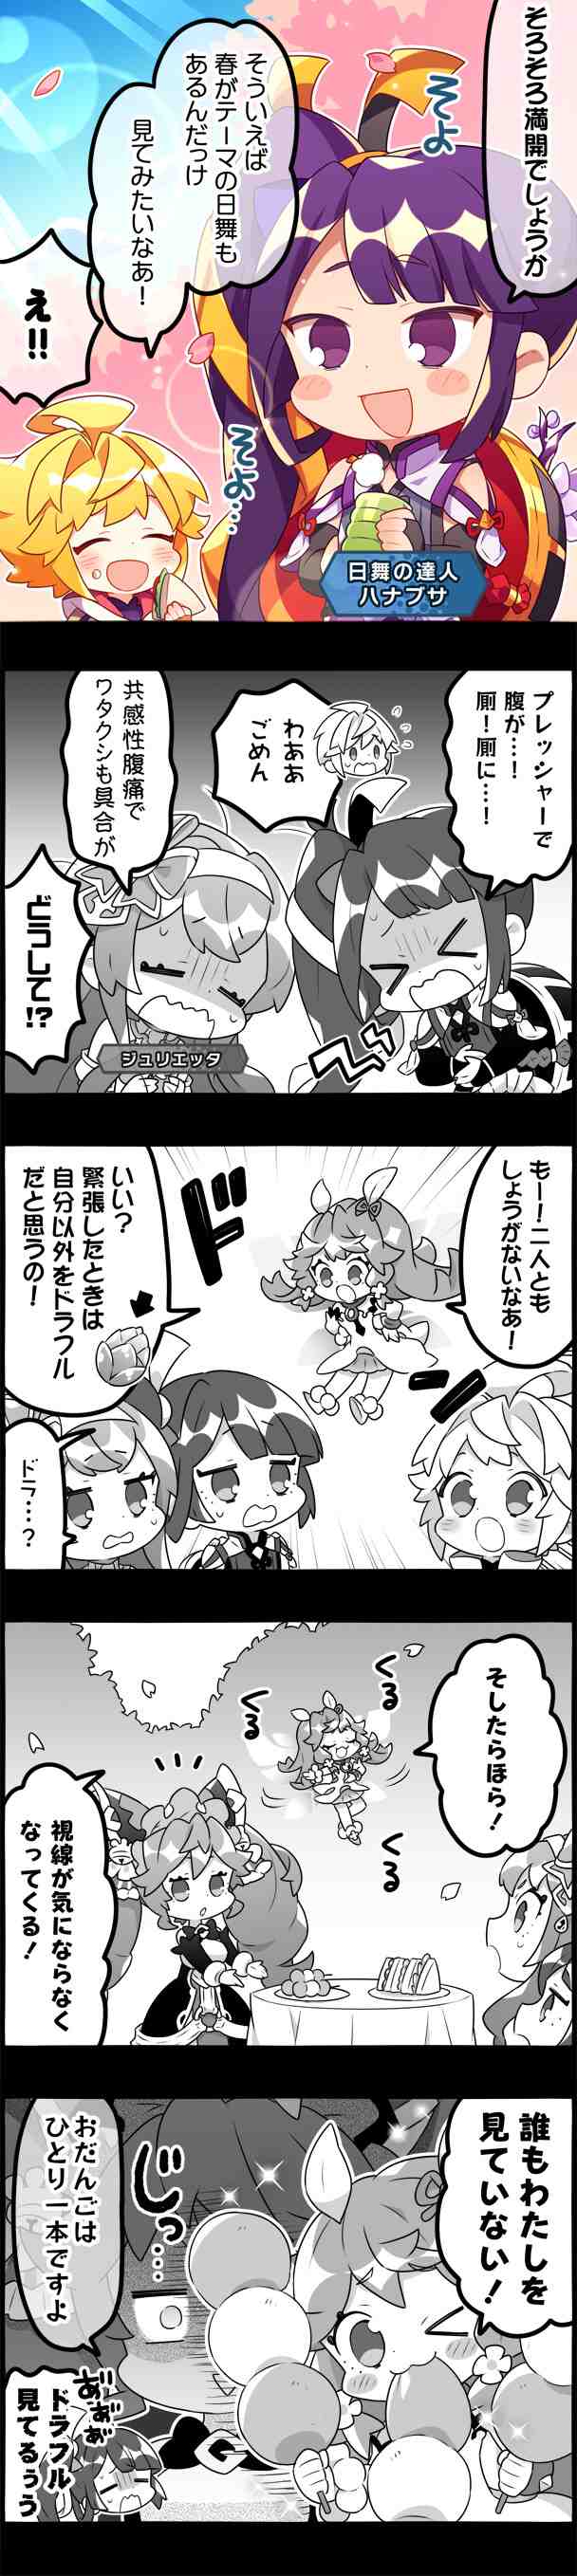 そろそろ満開でしょうか
そよ
そういえば
春がテーマの日舞も
あるんだっけ
見てみたいなあ!
え!!
そよ…
日舞の達人
ハナブサ
プレッシャーで
腹が…!
厠!厠に…!
わああ
ごめん
共感性腹痛で
ワタクシも具合が
どうして!?
ジュリエッタ
もー!二人とも
しょうがないなあ!
ドーン
いい?
緊張したときは
自分以外をドラフル
だと思うの!
ドラ…?
そしたらほら!
くる
くる
くる
視線が気にならなく
なってくる!
誰もわたしを
見ていない!
じっ…
おだんごは
ひとり一本ですよ
あぁぁ
ドラフル
見てるぅう